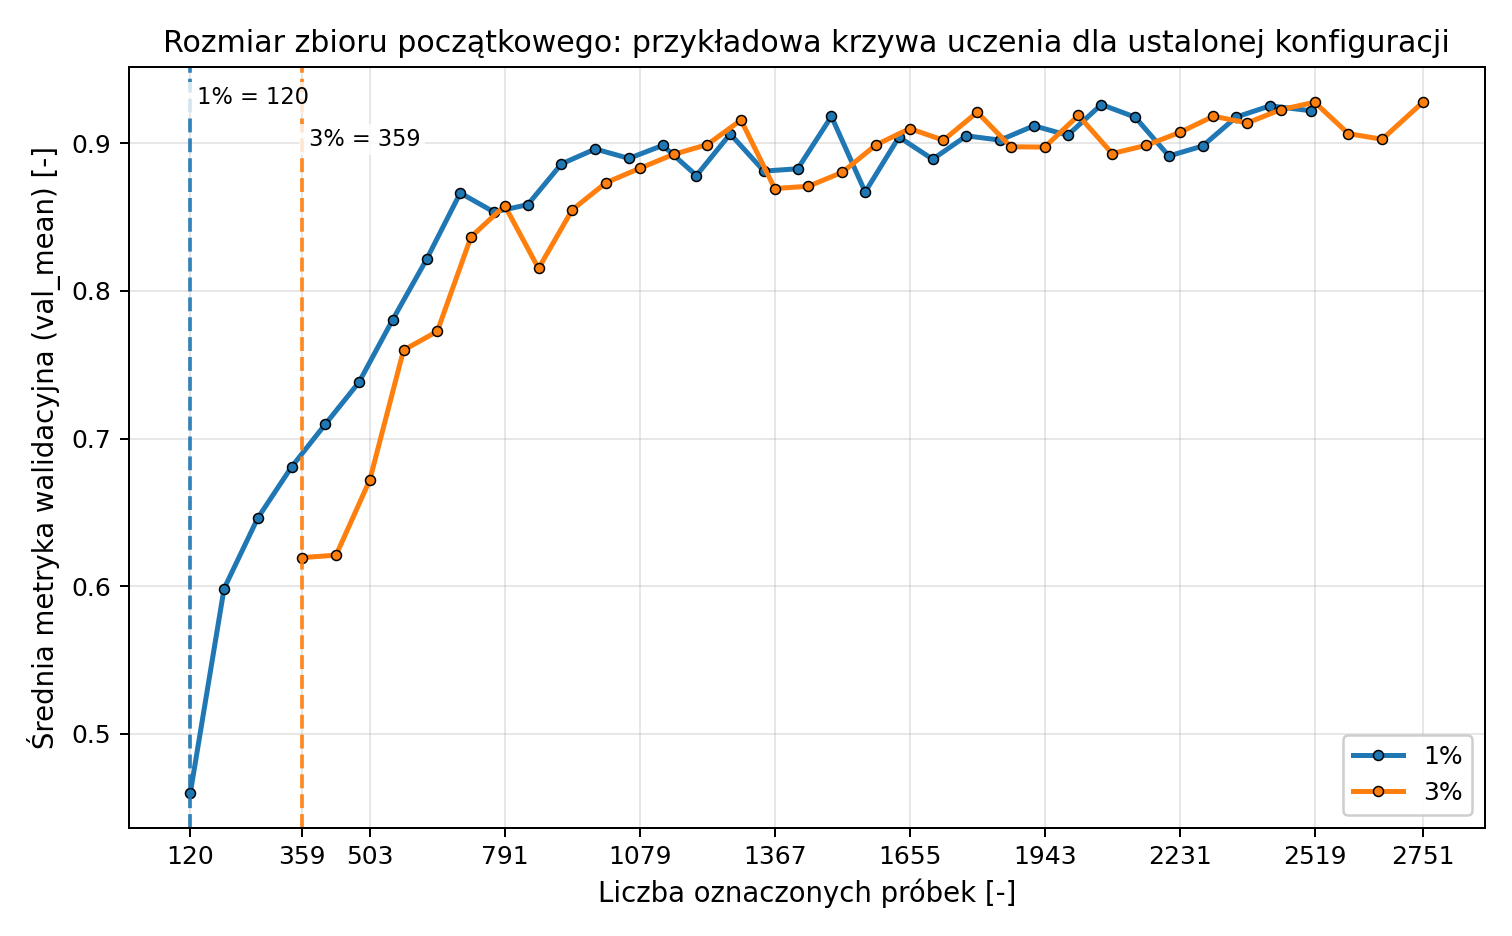 Rozmiar zbioru początkowego: przykładowa krzywa uczenia dla ustalonej konfiguracji
1% = 120
3% = 359
Średnia metryka walidacyjna (val_mean) [-]
0.9
0.8
0.7
0.6
0.5
1%
3%
120 359 503 791 1079 1367 1655 1943 2231 2519 2751
Liczba oznaczonych próbek [-]